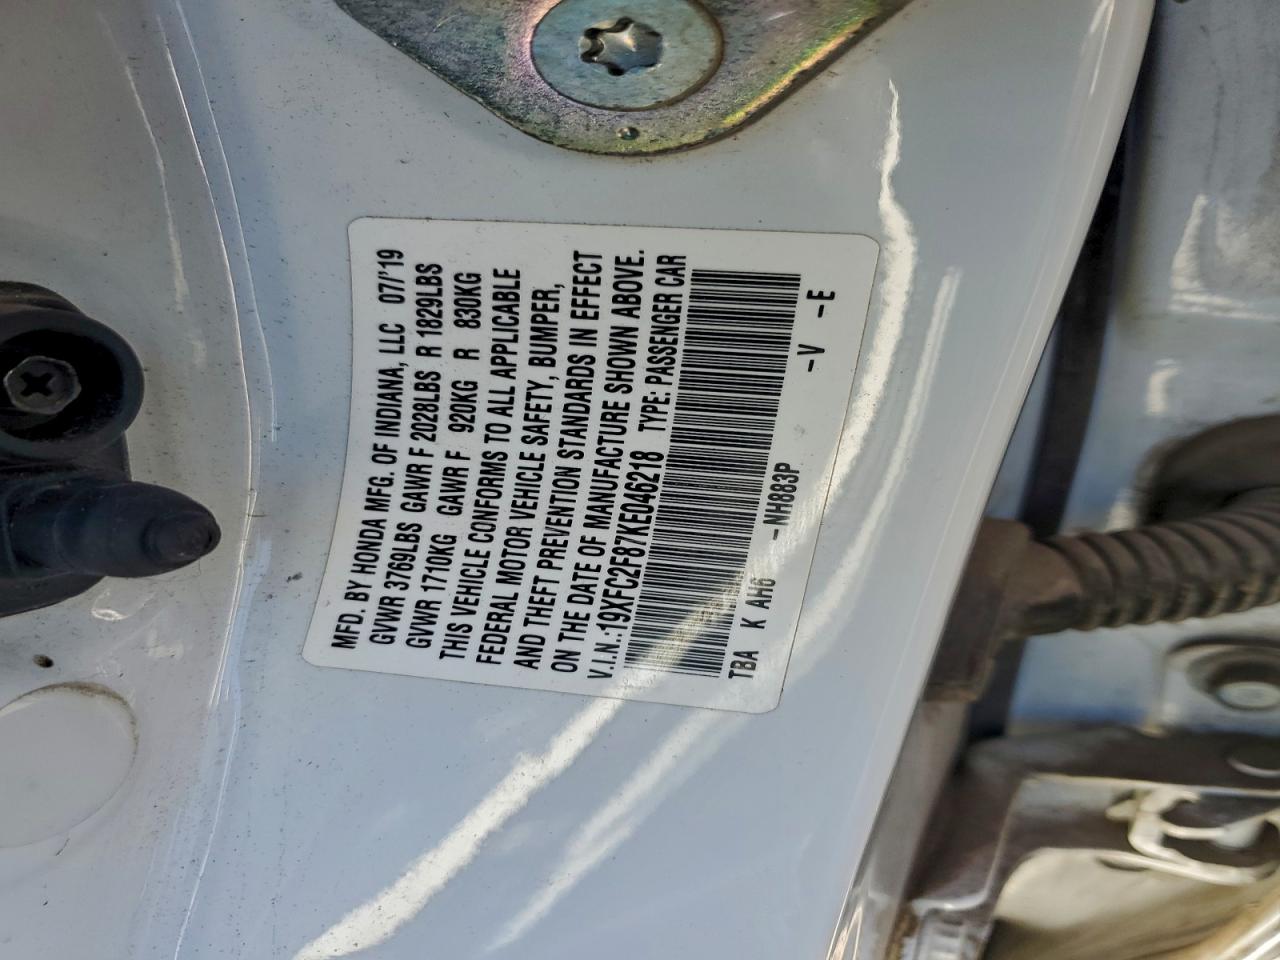 MFD. BY HONDA MFG. OF INDIANA, LLC 07/'19
GVWR 3769LBS GAWR F 2028LBS R 1829LBS
GVWR 1710KG GAWR F 920KG R 830KG
THIS VEHICLE CONFORMS TO ALL APPLICABLE
FEDERAL MOTOR VEHICLE SAFETY, BUMPER,
AND THEFT PREVENTION STANDARDS IN EFFECT
ON THE DATE OF MANUFACTURE SHOWN ABOVE.
V.I.N.:19XFC2F87KE046218 TYPE: PASSENGER CAR
TBA K AH6 -NH883P -V -E